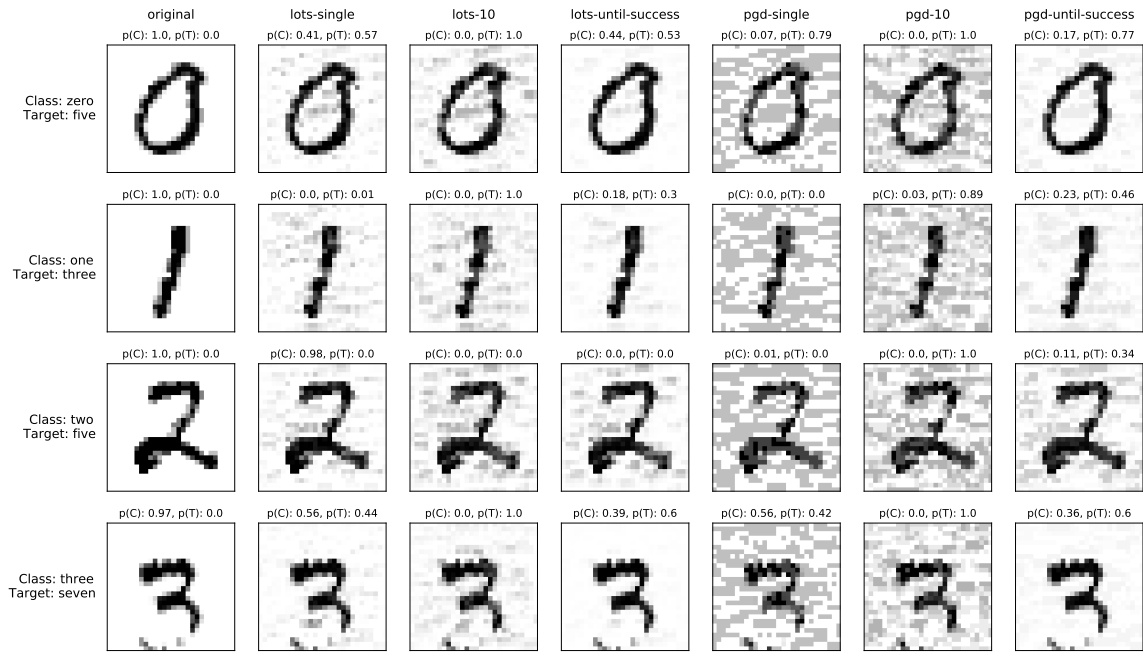 original lots-single lots-10 lots-until-success pgd-single pgd-10 pgd-until-success
p(C): 1.0, p(T): 0.0 p(C): 0.41, p(T): 0.57 p(C): 0.0, p(T): 1.0 p(C): 0.44, p(T): 0.53 p(C): 0.07, p(T): 0.79 p(C): 0.0, p(T): 1.0 p(C): 0.17, p(T): 0.77
Class: zero
Target: five
p(C): 1.0, p(T): 0.0 p(C): 0.0, p(T): 0.01 p(C): 0.0, p(T): 1.0 p(C): 0.18, p(T): 0.3 p(C): 0.0, p(T): 0.0 p(C): 0.03, p(T): 0.89 p(C): 0.23, p(T): 0.46
Class: one
Target: three
p(C): 1.0, p(T): 0.0 p(C): 0.98, p(T): 0.0 p(C): 0.0, p(T): 0.0 p(C): 0.0, p(T): 0.0 p(C): 0.01, p(T): 0.0 p(C): 0.0, p(T): 1.0 p(C): 0.11, p(T): 0.34
Class: two
Target: five
p(C): 0.97, p(T): 0.0 p(C): 0.56, p(T): 0.44 p(C): 0.0, p(T): 1.0 p(C): 0.39, p(T): 0.6 p(C): 0.56, p(T): 0.42 p(C): 0.0, p(T): 1.0 p(C): 0.36, p(T): 0.6
Class: three
Target: seven